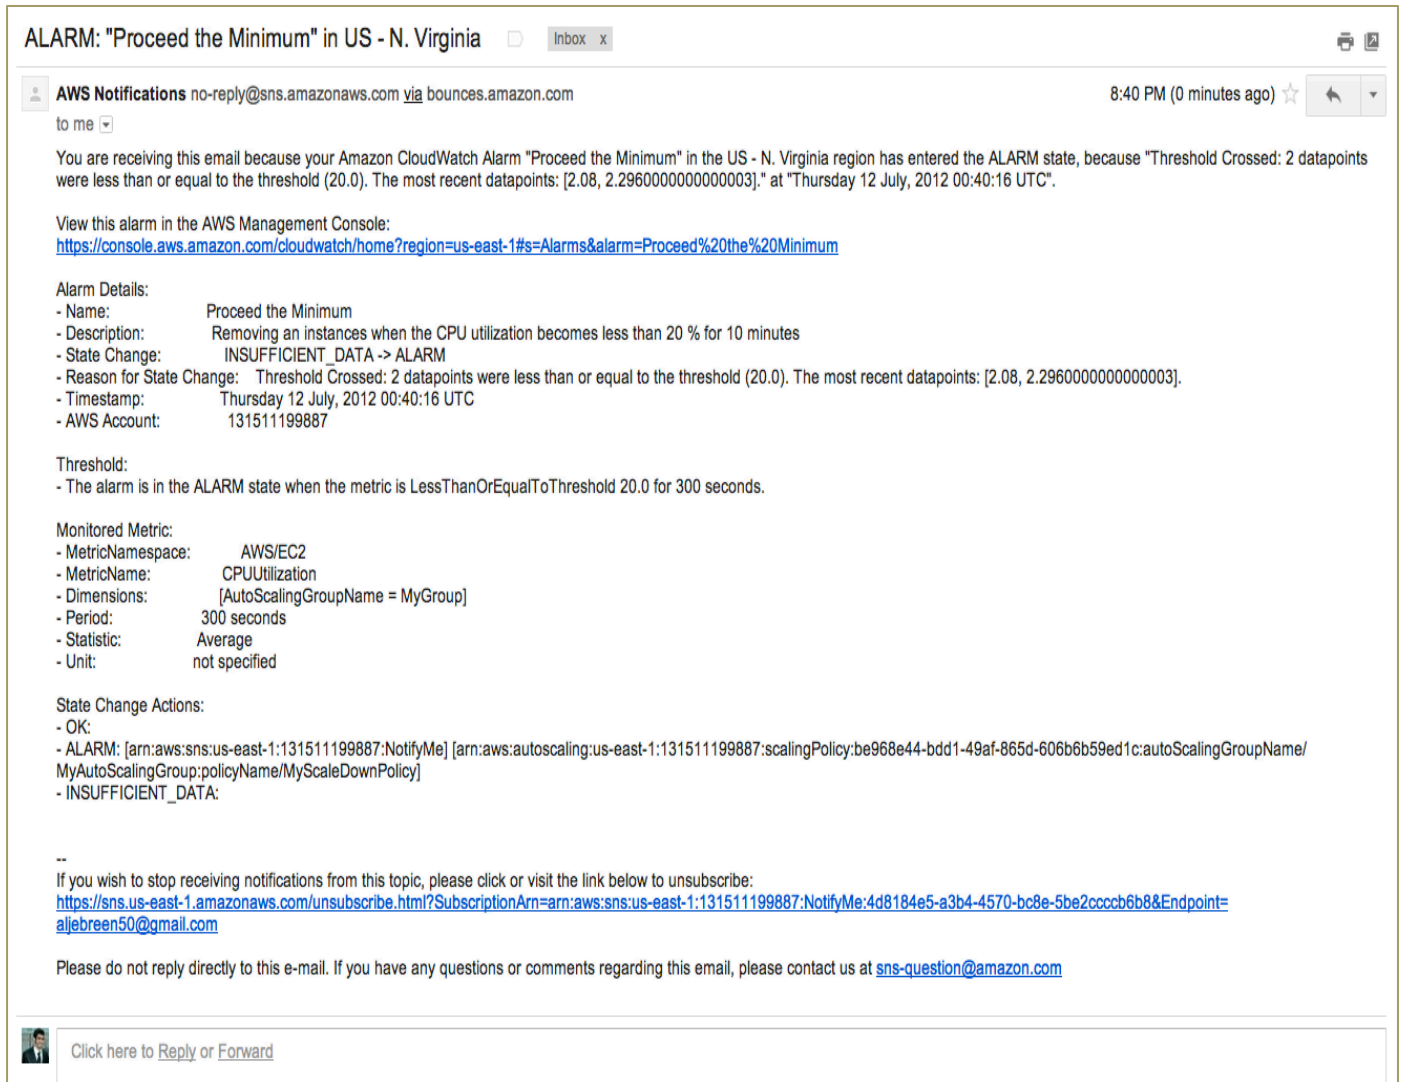 ALARM: "Proceed the Minimum" in US - N. Virginia Inbox x
AWS Notifications no-reply@sns.amazonaws.com via bounces.amazon.com 8:40 PM (0 minutes ago)
to me
You are receiving this email because your Amazon CloudWatch Alarm "Proceed the Minimum" in the US - N. Virginia region has entered the ALARM state, because "Threshold Crossed: 2 datapoints
were less than or equal to the threshold (20.0). The most recent datapoints: [2.08, 2.2960000000000003]." at "Thursday 12 July, 2012 00:40:16 UTC".
View this alarm in the AWS Management Console:
https://console.aws.amazon.com/cloudwatch/home?region=us-east-1#s=Alarms&alarm=Proceed%20the%20Minimum
Alarm Details:
- Name: Proceed the Minimum
- Description: Removing an instances when the CPU utilization becomes less than 20 % for 10 minutes
- State Change: INSUFFICIENT_DATA -> ALARM
- Reason for State Change: Threshold Crossed: 2 datapoints were less than or equal to the threshold (20.0). The most recent datapoints: [2.08, 2.2960000000000003].
- Timestamp: Thursday 12 July, 2012 00:40:16 UTC
- AWS Account: 131511199887
Threshold:
- The alarm is in the ALARM state when the metric is LessThanOrEqualToThreshold 20.0 for 300 seconds.
Monitored Metric:
- MetricNamespace: AWS/EC2
- MetricName: CPUUtilization
- Dimensions: [AutoScalingGroupName = MyGroup]
- Period: 300 seconds
- Statistic: Average
- Unit: not specified
State Change Actions:
- OK:
- ALARM: [arn:aws:sns:us-east-1:131511199887:NotifyMe] [arn:aws:autoscaling:us-east-1:131511199887:scalingPolicy:be968e44-bdd1-49af-865d-606b6b59ed1c:autoScalingGroupName/
MyAutoScalingGroup:policyName/MyScaleDownPolicy]
- INSUFFICIENT_DATA:
--
If you wish to stop receiving notifications from this topic, please click or visit the link below to unsubscribe:
https://sns.us-east-1.amazonaws.com/unsubscribe.html?SubscriptionArn=arn:aws:sns:us-east-1:131511199887:NotifyMe:4d8184e5-a3b4-4570-bc8e-5be2ccccb6b8&Endpoint=
aljebreen50@gmail.com
Please do not reply directly to this e-mail. If you have any questions or comments regarding this email, please contact us at sns-question@amazon.com
Click here to Reply or Forward